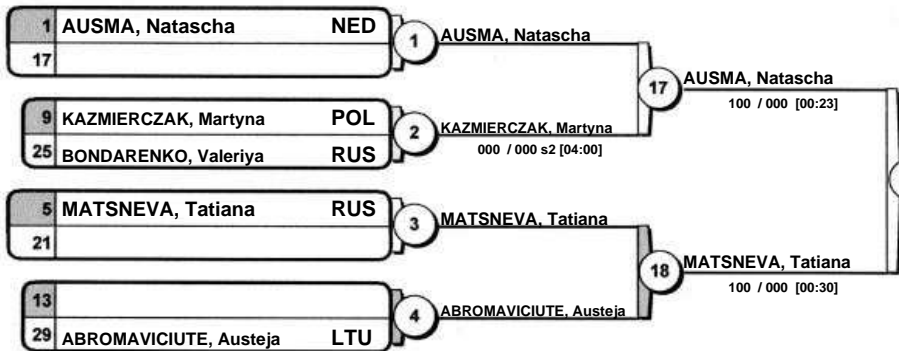 1 AUSMA, Natascha NED
17
1
AUSMA, Natascha
9 KAZMIERCZAK, Martyna POL
25 BONDARENKO, Valeriya RUS
2
KAZMIERCZAK, Martyna
000 / 000 s2 [04:00]
17
AUSMA, Natascha
100 / 000 [00:23]
5 MATSNEVA, Tatiana RUS
21
3
MATSNEVA, Tatiana
13
29 ABROMAVICIUTE, Austeja LTU
4
ABROMAVICIUTE, Austeja
18
MATSNEVA, Tatiana
100 / 000 [00:30]